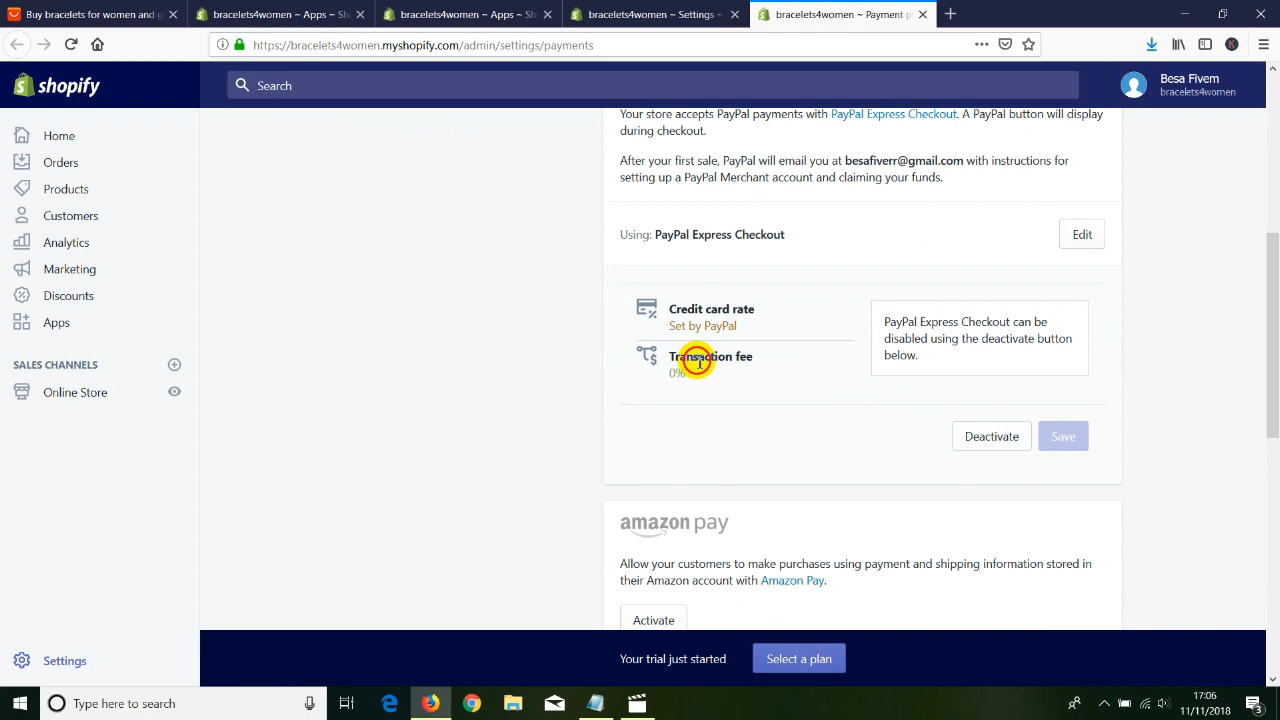 Buy bracelets for women and g
bracelets4women ~ Apps ~ Sh
bracelets4women ~ Apps ~ Sh
bracelets4women ~ Settings ~
bracelets4women ~ Payment p
https://bracelets4women.myshopify.com/admin/settings/payments
shopify
Search
Besa Fivem
bracelets4women
Home
Orders
Products
Customers
Analytics
Marketing
Discounts
Apps
SALES CHANNELS
Online Store
Settings
Your store accepts PayPal payments with PayPal Express Checkout. A PayPal button will display
during checkout.
After your first sale, PayPal will email you at besafiverr@gmail.com with instructions for
setting up a PayPal Merchant account and claiming your funds.
Using: PayPal Express Checkout
Edit
Credit card rate
Set by PayPal
Transaction fee
0%
PayPal Express Checkout can be
disabled using the deactivate button
below.
Deactivate
Save
amazon pay
Allow your customers to make purchases using payment and shipping information stored in
their Amazon account with Amazon Pay.
Activate
Your trial just started
Select a plan
Type here to search
17:06
11/11/2018
3